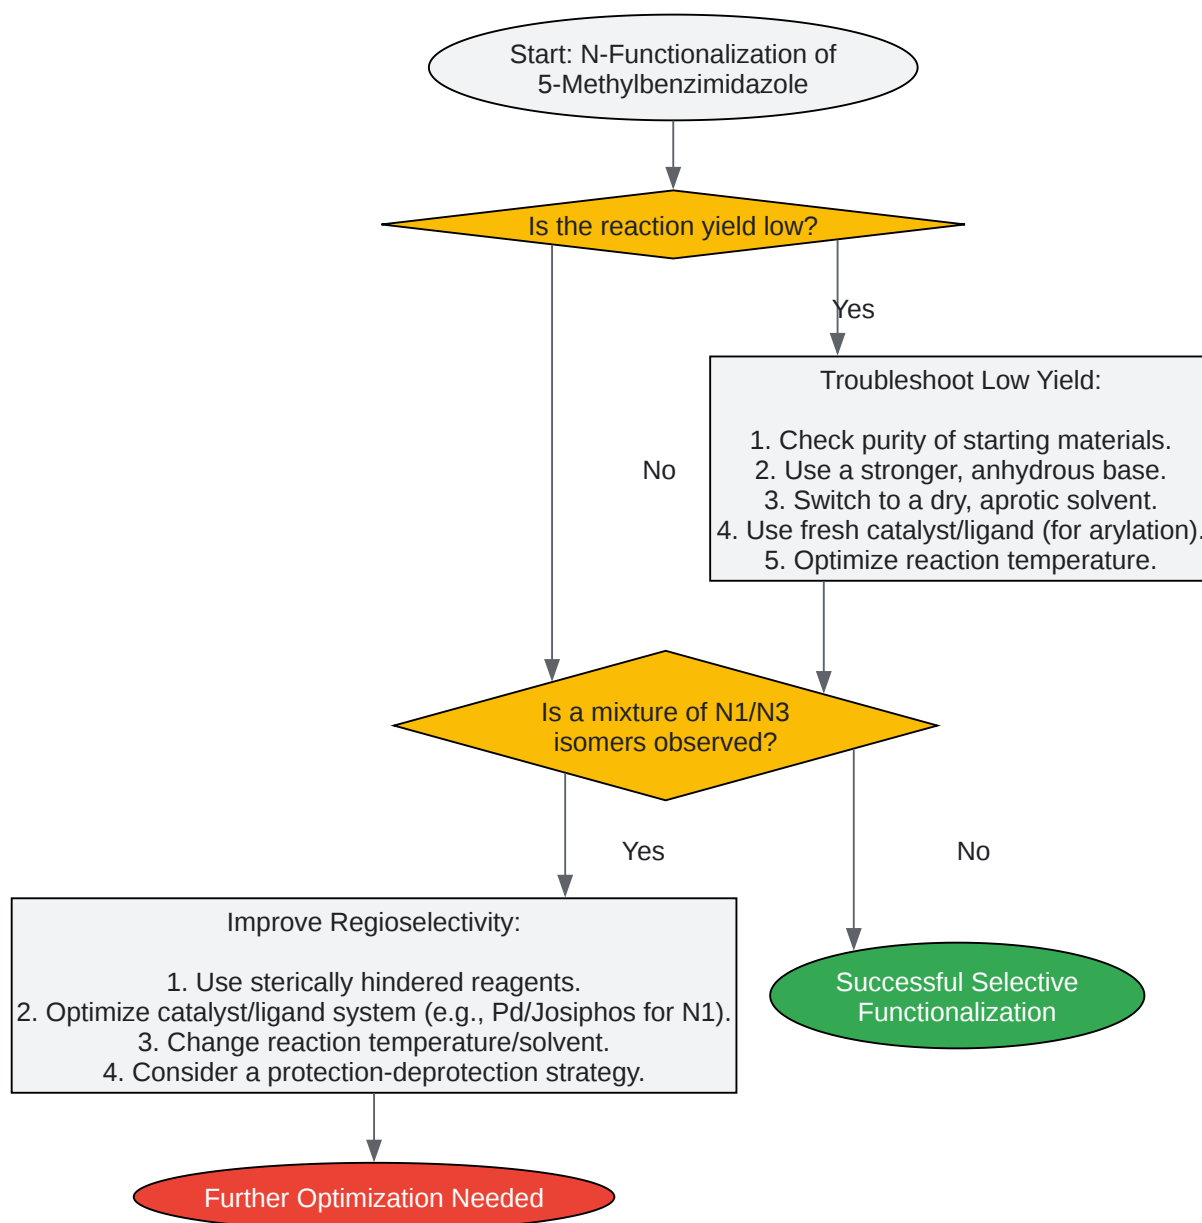 Start: N-Functionalization of
5-Methylbenzimidazole
Is the reaction yield low?
Yes
Troubleshoot Low Yield:
1. Check purity of starting materials.
2. Use a stronger, anhydrous base.
3. Switch to a dry, aprotic solvent.
4. Use fresh catalyst/ligand (for arylation).
5. Optimize reaction temperature.
No
Is a mixture of N1/N3
isomers observed?
Yes
No
Improve Regioselectivity:
1. Use sterically hindered reagents.
2. Optimize catalyst/ligand system (e.g., Pd/Josiphos for N1).
3. Change reaction temperature/solvent.
4. Consider a protection-deprotection strategy.
Successful Selective
Functionalization
Further Optimization Needed